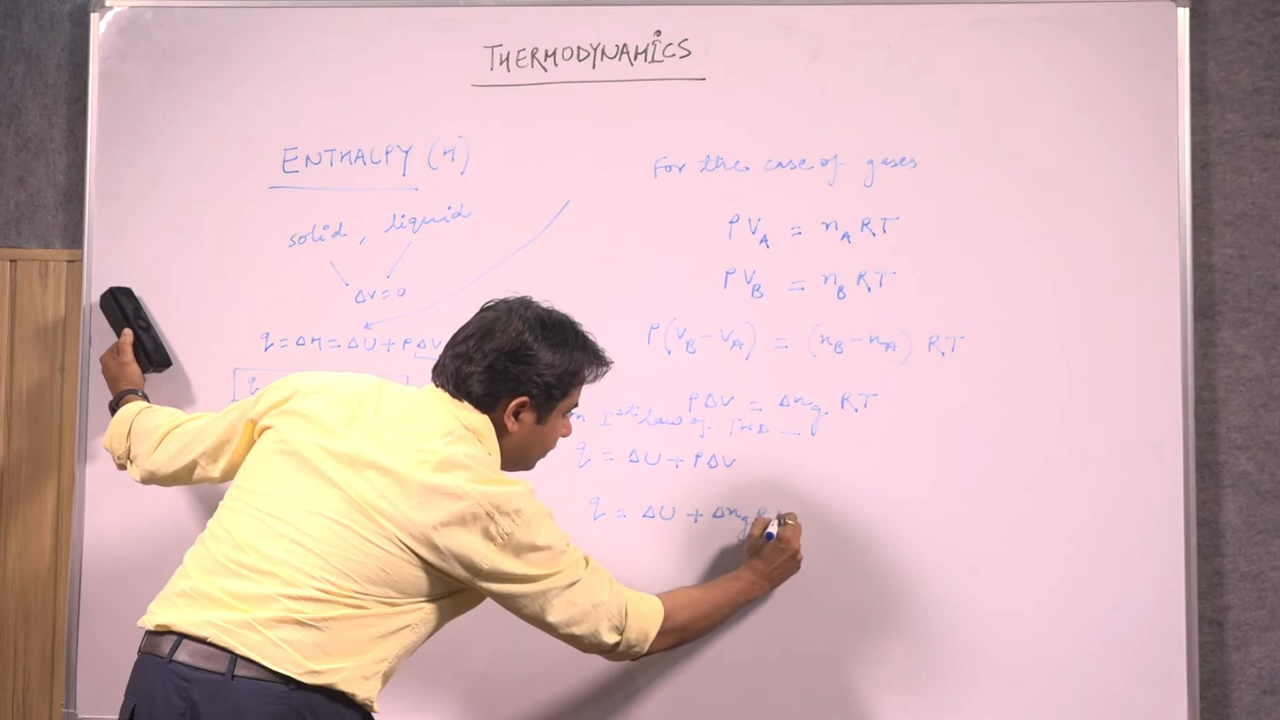 THERMODYNAMICS
ENTHALPY (H)
solid, liquid
ΔV=0
q = ΔH = ΔU + PΔV
q
For the case of gases
PV_A = n_A RT
PV_B = n_B RT
P(V_B - V_A) = (n_B - n_A) RT
PΔV = Δn_g RT
Ist law of THD
q = ΔU + PΔV
q = ΔU + Δn_g R